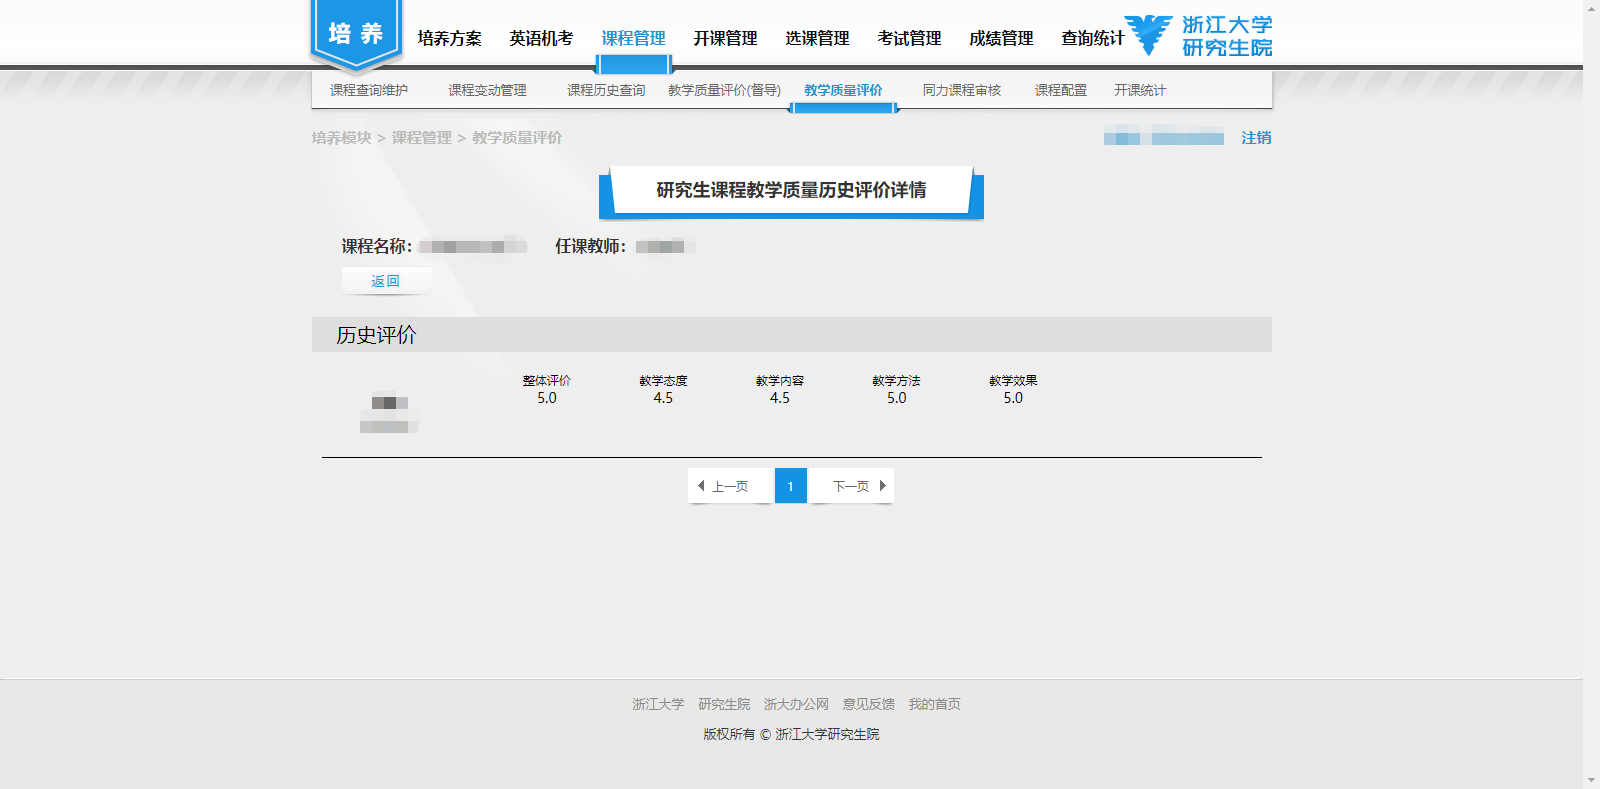 培养
培养方案 英语机考 课程管理 开课管理 选课管理 考试管理 成绩管理 查询统计
浙江大学
研究生院
课程查询维护 课程变动管理 课程历史查询 教学质量评价(督导) 教学质量评价 同力课程审核 课程配置 开课统计
培养模块 > 课程管理 > 教学质量评价
注销
研究生课程教学质量历史评价详情
课程名称: 任课教师:
返回
历史评价
整体评价 教学态度 教学内容 教学方法 教学效果
5.0 4.5 4.5 5.0 5.0
上一页 1 下一页
浙江大学 研究生院 浙大办公网 意见反馈 我的首页
版权所有 © 浙江大学研究生院